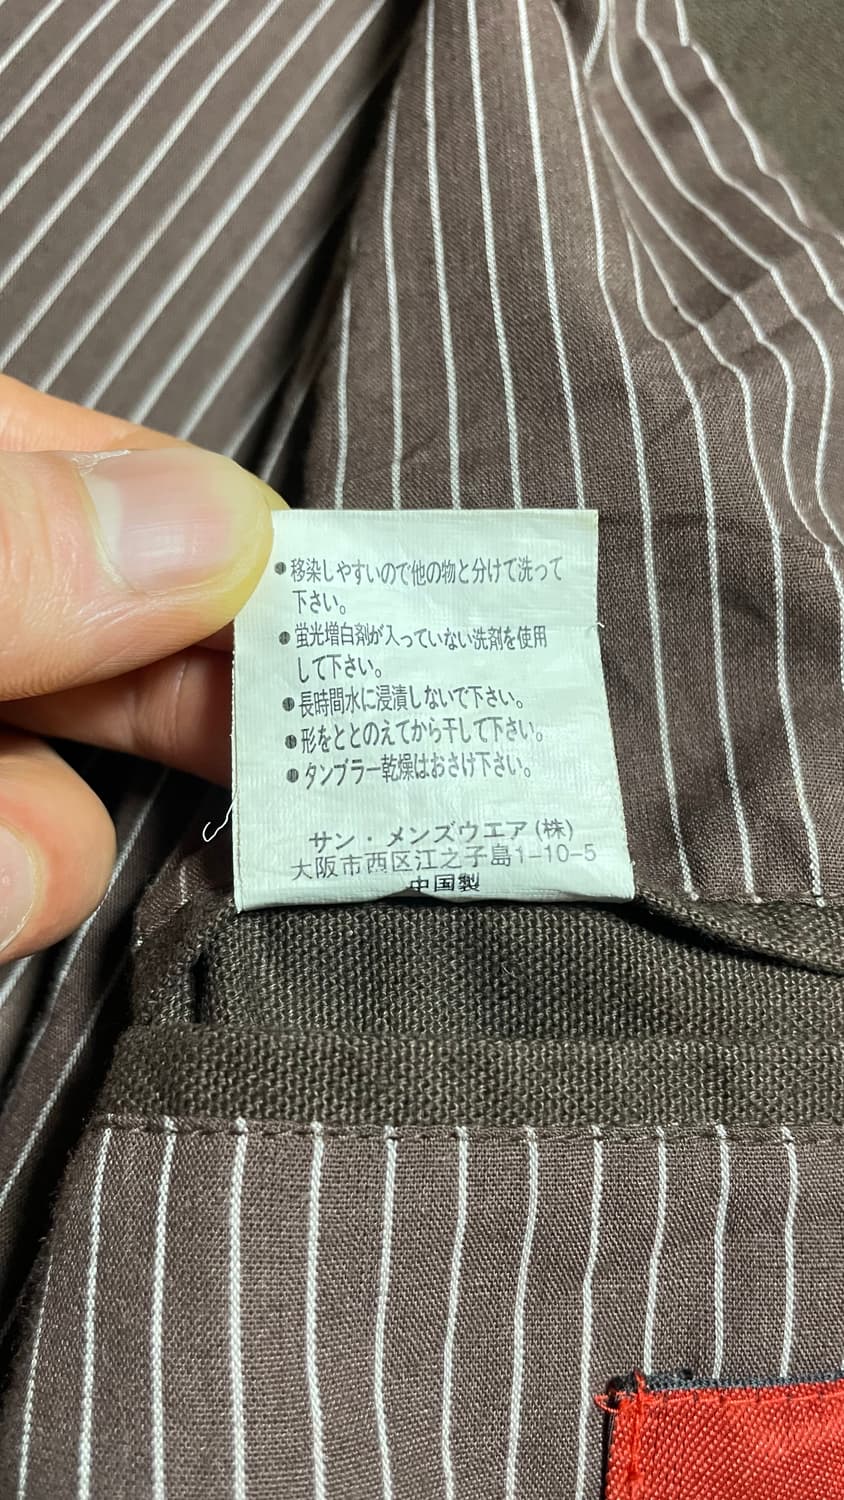 ●移染しやすいので他の物と分けて洗って
下さい。
●蛍光増白剤が入っていない洗剤を使用
して下さい。
●長時間水に浸漬しないで下さい。
●形をととのえてから干して下さい。
●タンブラー乾燥はおさけ下さい。
サン・メンズウエア(株)
大阪市西区江之子島1-10-5
中国製